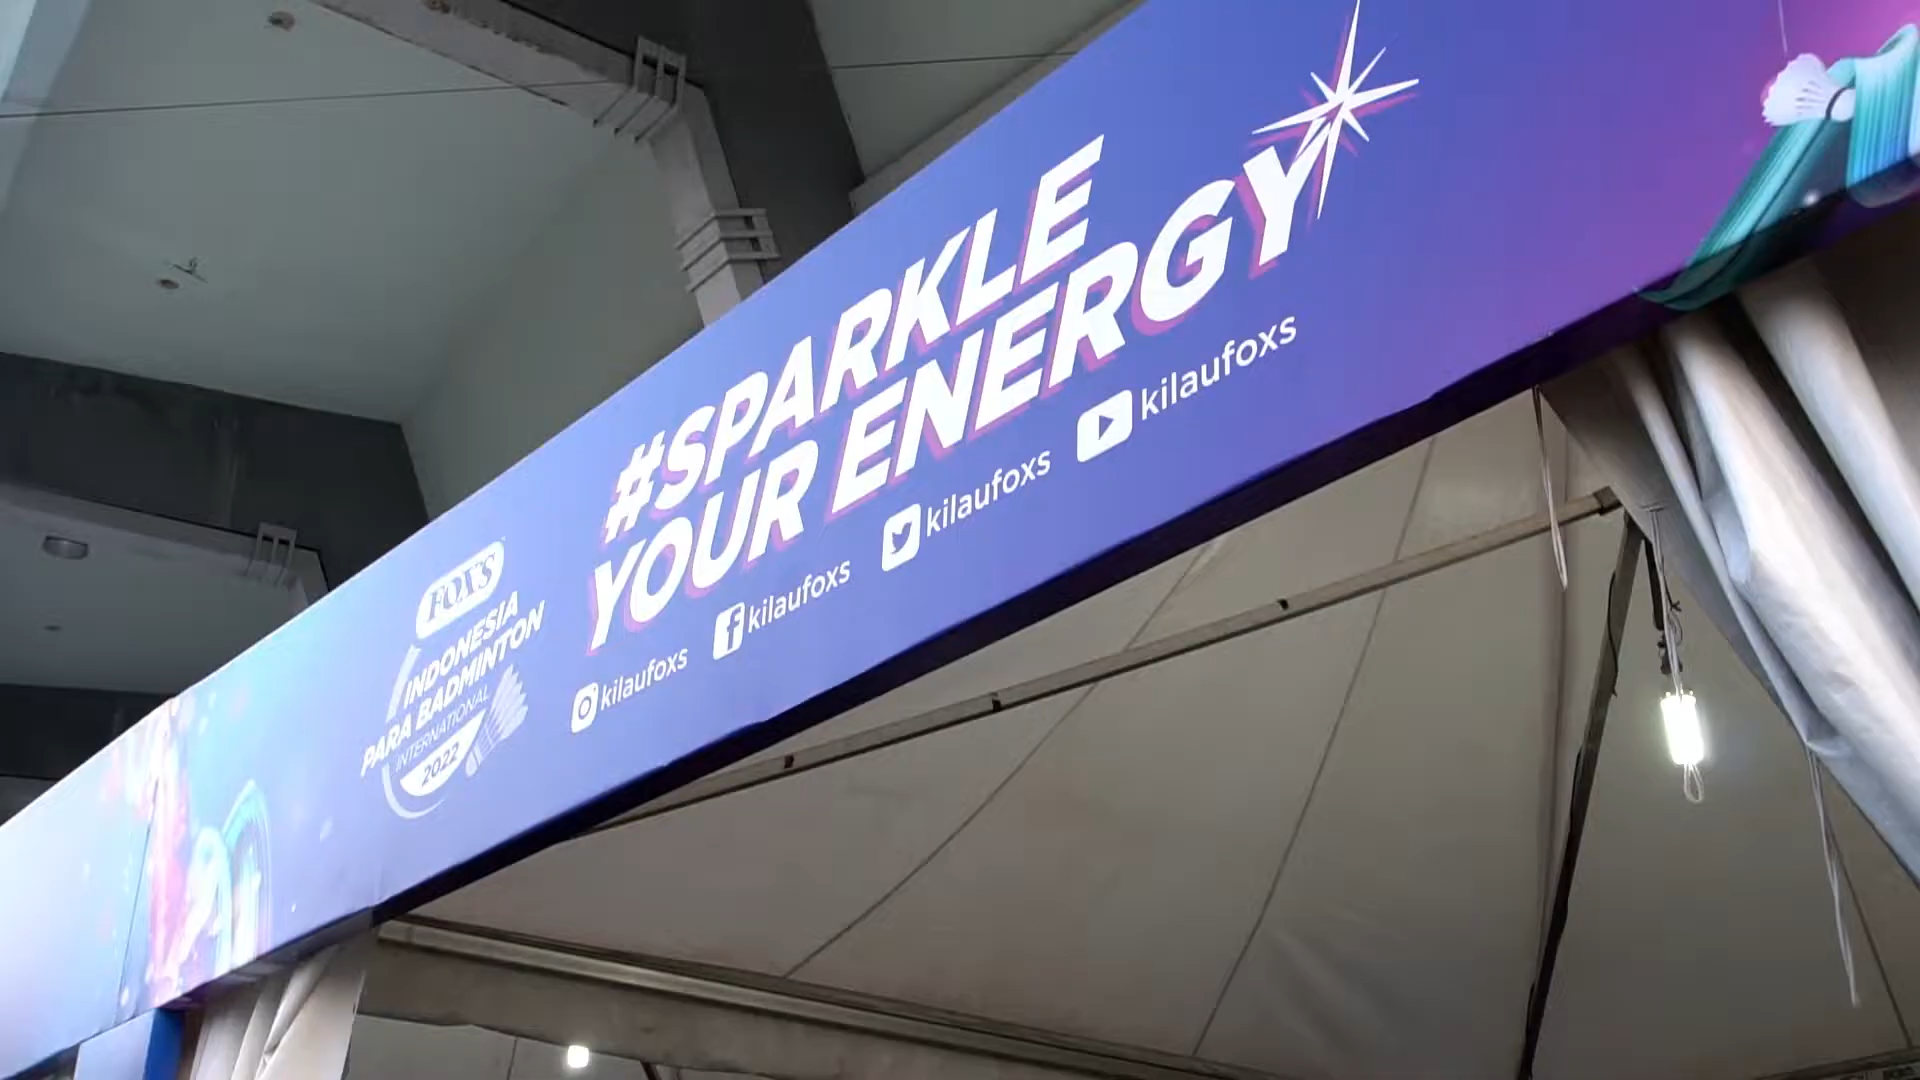 #SPARKLE
YOUR ENERGY
kilaufoxs
kilaufoxs
kilaufoxs
kilaufoxs
FOX'S
INDONESIA
PARA BADMINTON
INTERNATIONAL
2022